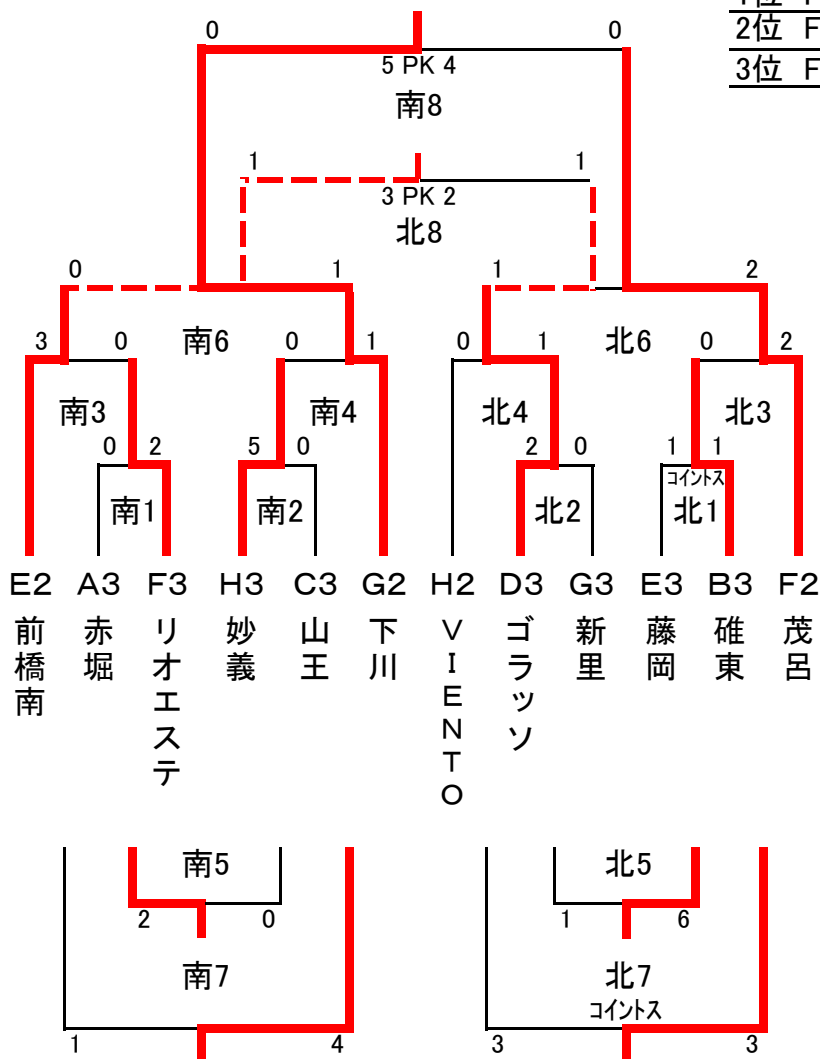 1位 F
2位 F
3位 F
0 0
5 PK 4
南8
1 1
3 PK 2
北8
0 1 1 2
南6 北6
3 0 0 1 0 1 0 2
南3 南4 北4 北3
0 2 5 0 2 0 1 1
コイントス
南1 南2 北2 北1
E2 A3 F3 H3 C3 G2 H2 D3 G3 E3 B3 F2
前橋南
赤堀
リオエステ
妙義
山王
下川
VIENTO
ゴラッソ
新里
藤岡
碓東
茂呂
南5 北5
2 0 1 6
南7 北7
コイントス
1 4 3 3